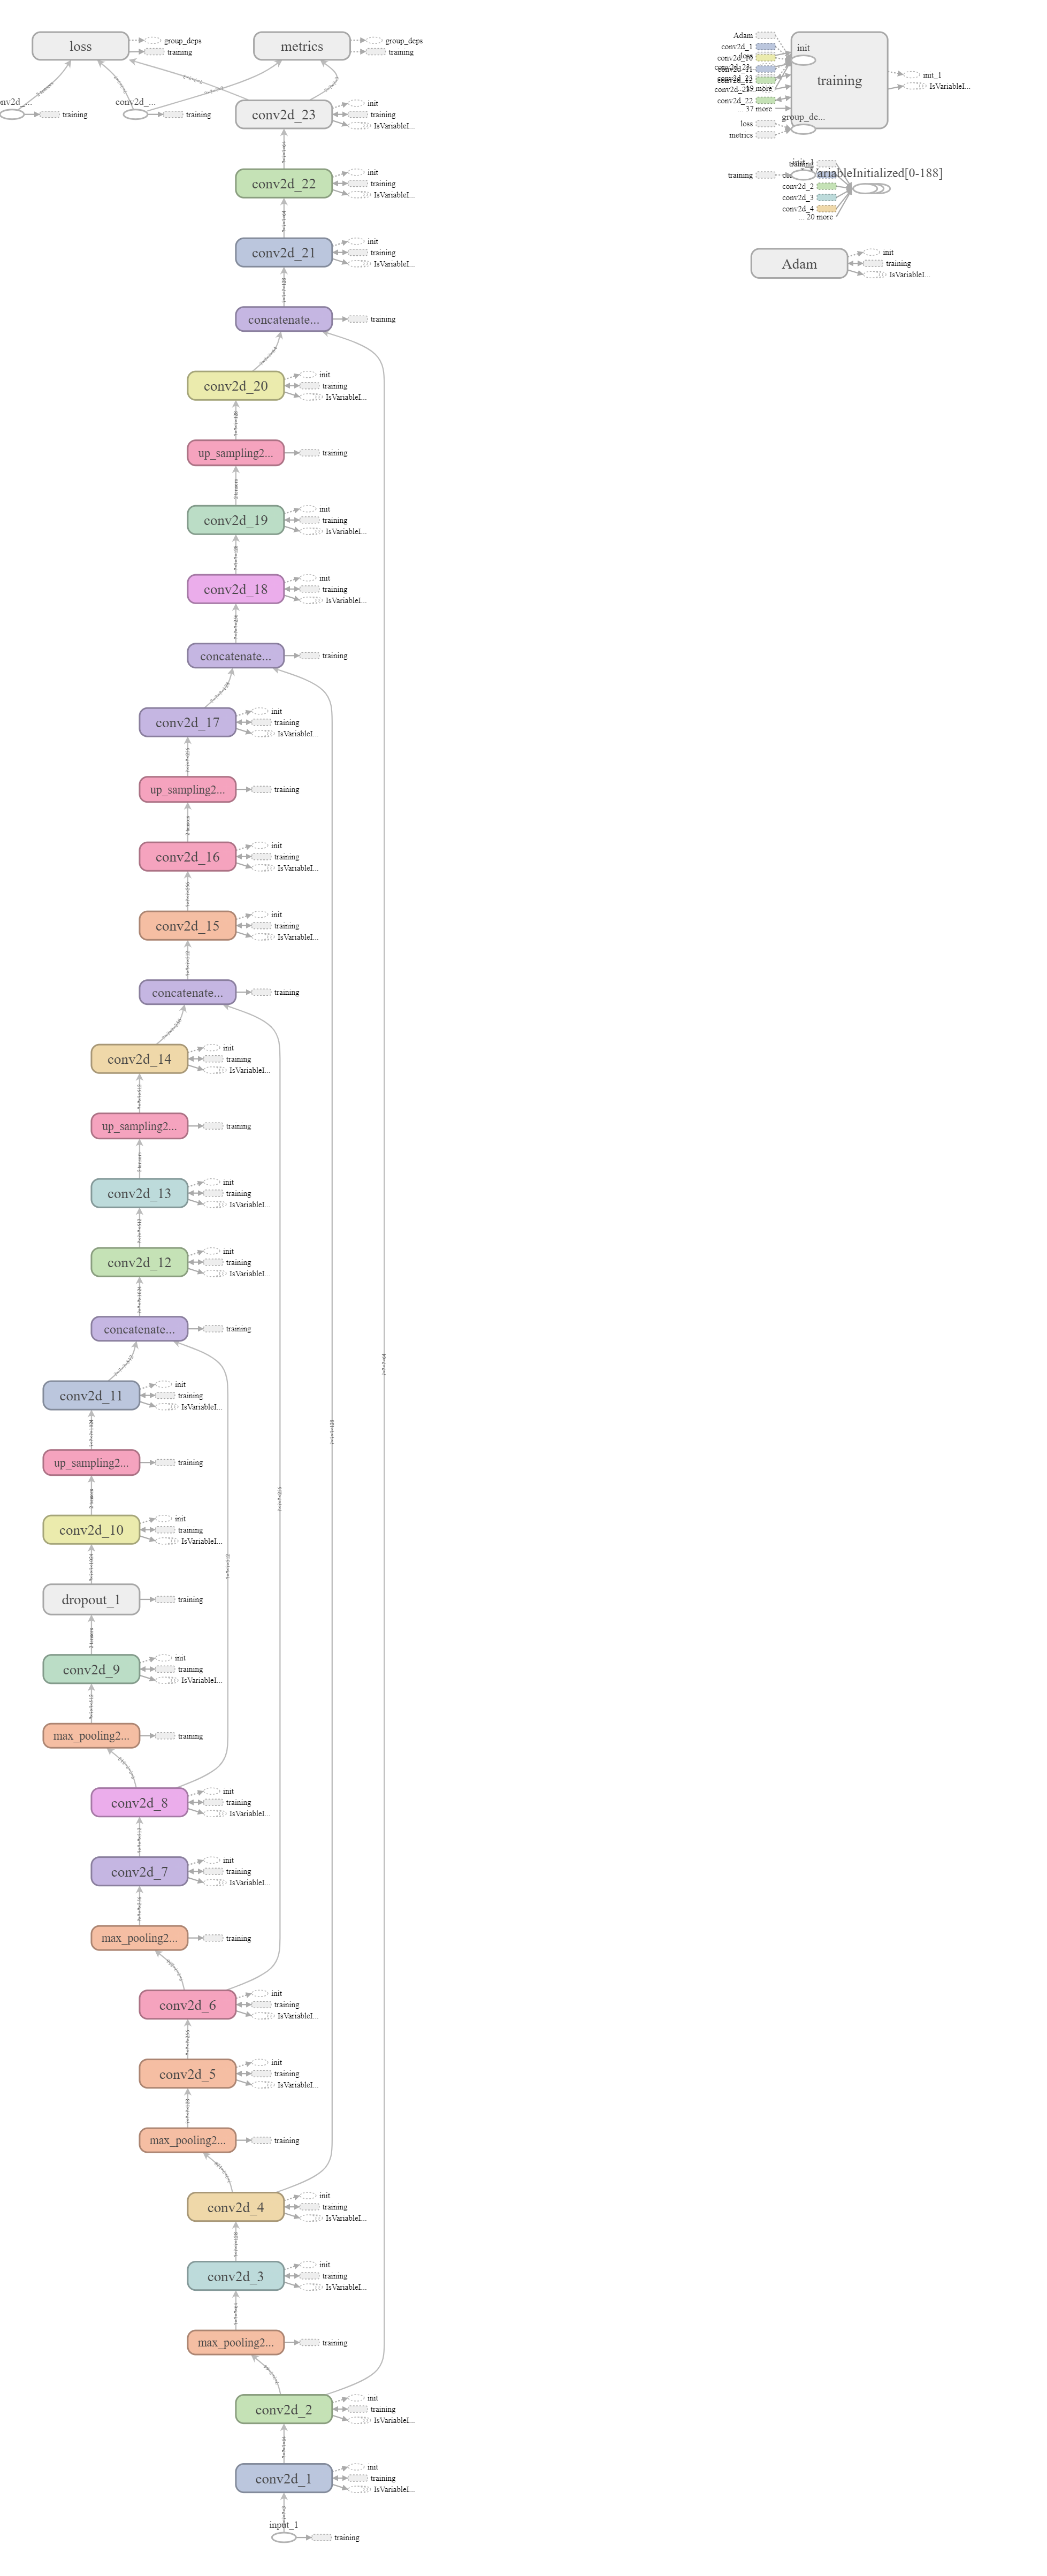 loss
group_deps
training
metrics
group_deps
training
conv2d_...
training
conv2d_...
training
conv2d_23
init
training
IsVariableI...
conv2d_22
init
training
IsVariableI...
conv2d_21
init
training
IsVariableI...
concatenate...
training
conv2d_20
init
training
IsVariableI...
up_sampling2...
training
conv2d_19
init
training
IsVariableI...
conv2d_18
init
training
IsVariableI...
concatenate...
training
conv2d_17
init
training
IsVariableI...
up_sampling2...
training
conv2d_16
init
training
IsVariableI...
conv2d_15
init
training
IsVariableI...
concatenate...
training
conv2d_14
init
training
IsVariableI...
up_sampling2...
training
conv2d_13
init
training
IsVariableI...
conv2d_12
init
training
IsVariableI...
concatenate...
training
conv2d_11
init
training
IsVariableI...
up_sampling2...
training
conv2d_10
init
training
IsVariableI...
dropout_1
training
conv2d_9
init
training
IsVariableI...
max_pooling2...
training
conv2d_8
init
training
IsVariableI...
conv2d_7
init
training
IsVariableI...
max_pooling2...
training
conv2d_6
init
training
IsVariableI...
conv2d_5
init
training
IsVariableI...
max_pooling2...
training
conv2d_4
init
training
IsVariableI...
conv2d_3
init
training
IsVariableI...
max_pooling2...
training
conv2d_2
init
training
IsVariableI...
conv2d_1
init
training
IsVariableI...
input_1
training
Adam
conv2d_1
conv2d_10
conv2d_11
conv2d_22
... 37 more
loss
metrics
init
training
group_de...
init_1
IsVariableI...
training
conv2d_2
conv2d_3
conv2d_4
... 20 more
VariableInitialized[0-188]
Adam
init
training
IsVariableI...